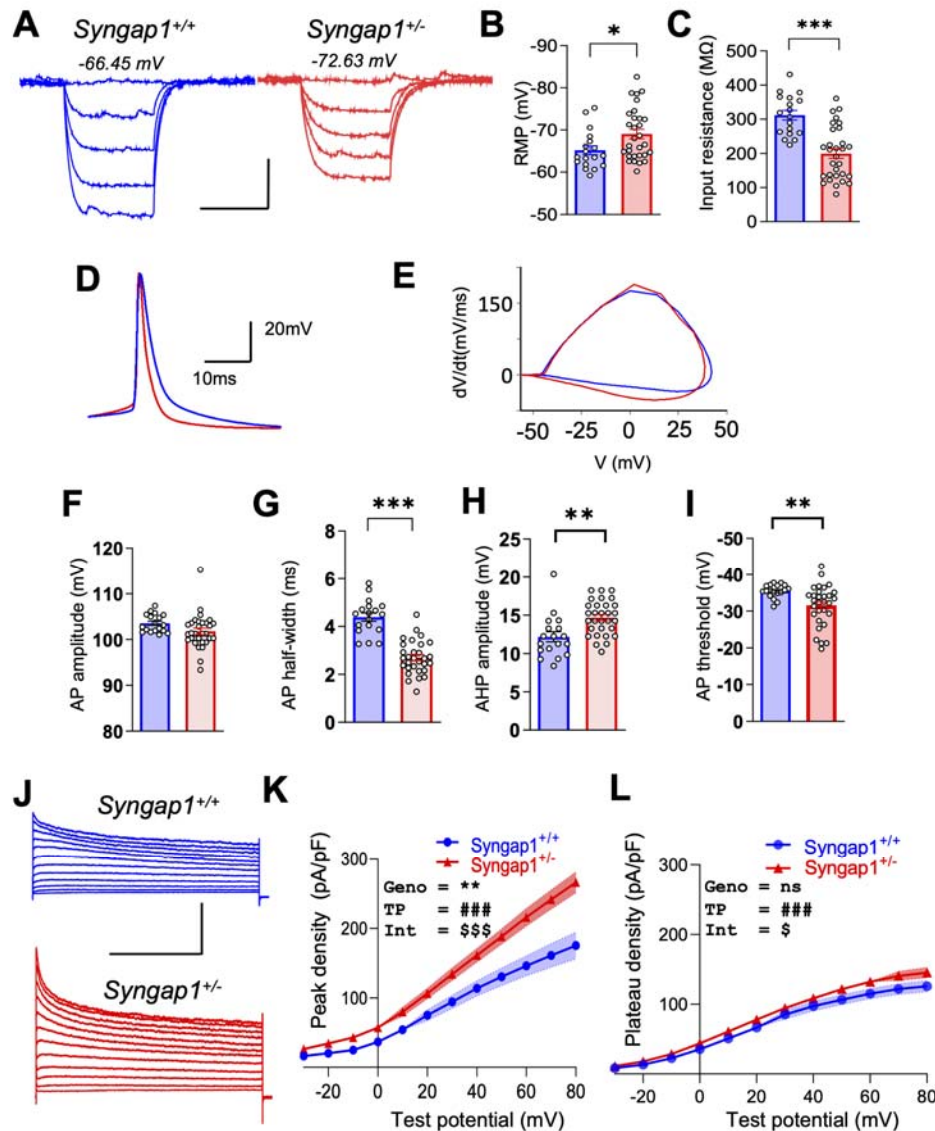 A
Syngap1+/+
Syngap1+/-
-66.45 mV
-72.63 mV
B
*
RMP (mV)
-90
-80
-70
-60
-50
C
***
Input resistance (MΩ)
500
400
300
200
100
0
D
20mV
10ms
E
dV/dt(mV/ms)
150
0
-50
-25
0
25
50
V (mV)
F
AP amplitude (mV)
120
110
100
90
80
G
***
AP half-width (ms)
8
6
4
2
0
H
**
AHP amplitude (mV)
25
20
15
10
5
0
I
**
AP threshold (mV)
-50
-40
-30
-20
-10
0
J
Syngap1+/+
Syngap1+/-
K
Syngap1+/+
Syngap1+/-
Geno = **
TP = ###
Int = $$$
Peak density (pA/pF)
300
200
100
-20
0
20
40
60
80
Test potential (mV)
L
Syngap1+/+
Syngap1+/-
Geno = ns
TP = ###
Int = $
Plateau density (pA/pF)
300
200
100
-20
0
20
40
60
80
Test potential (mV)